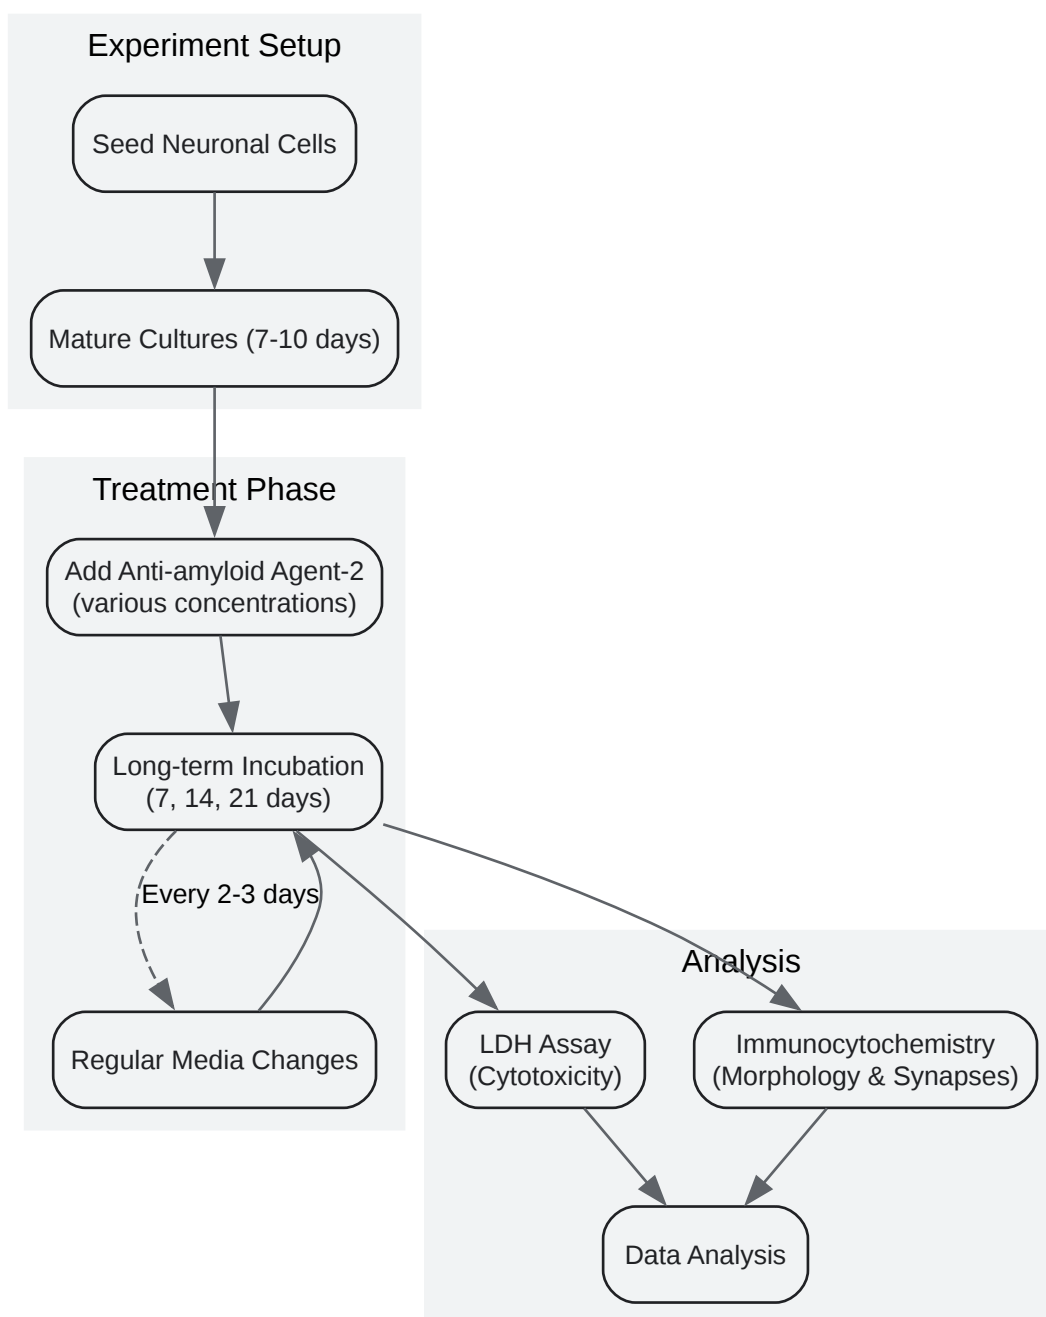 Experiment Setup
Seed Neuronal Cells
Mature Cultures (7-10 days)
Treatment Phase
Add Anti-amyloid Agent-2
(various concentrations)
Long-term Incubation
(7, 14, 21 days)
Every 2-3 days
Regular Media Changes
Analysis
LDH Assay
(Cytotoxicity)
Immunocytochemistry
(Morphology & Synapses)
Data Analysis